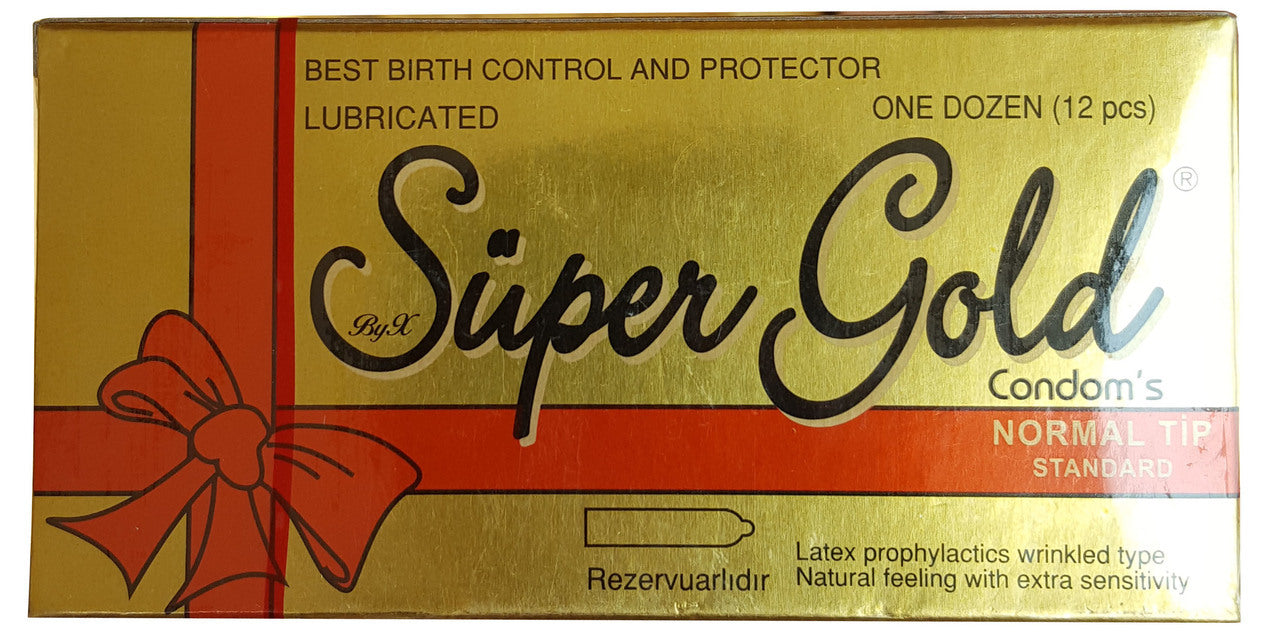 BEST BIRTH CONTROL AND PROTECTOR
LUBRICATED
ONE DOZEN (12 pcs)
Süper Gold ®
By X
Condom's
NORMAL TİP
STANDARD
Rezervuarlıdır
Latex prophylactics wrinkled type
Natural feeling with extra sensitivity